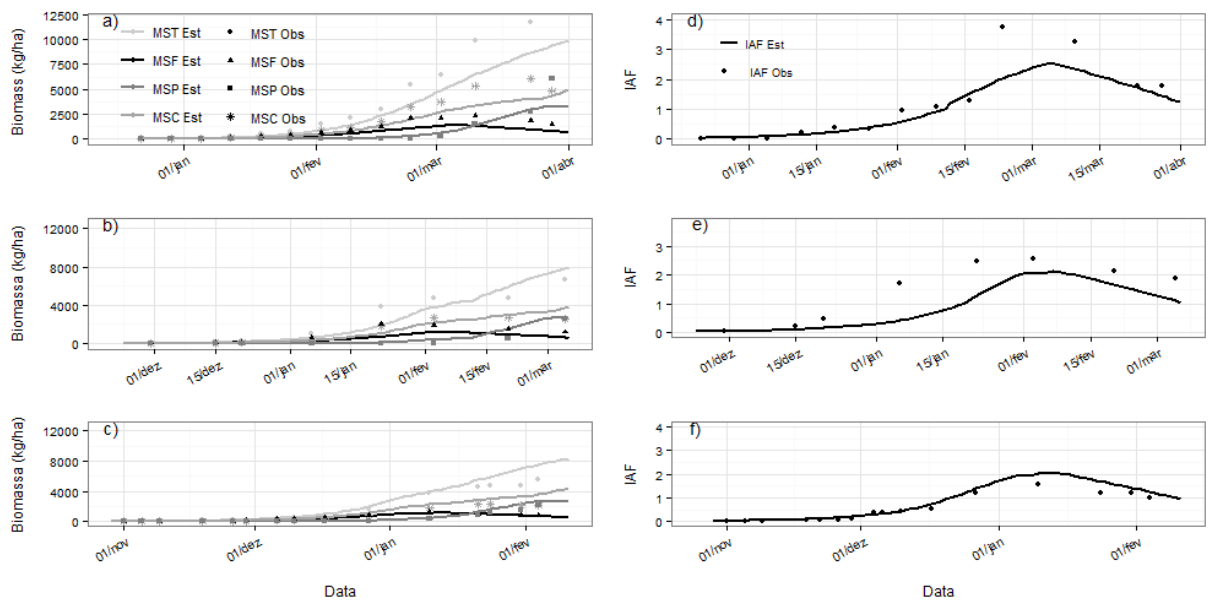 a)
Biomass (kg/ha)
12500
10000
7500
5000
2500
0
MST Est MST Obs
MSF Est MSF Obs
MSP Est MSP Obs
MSC Est MSC Obs
01/jan 01/fev 01/mar 01/abr
d)
IAF
4
3
2
1
0
IAF Est
IAF Obs
01/jan 15/jan 01/fev 15/fev 01/mar 15/mar 01/abr
b)
Biomassa (kg/ha)
12000
8000
4000
0
01/dez 15/dez 01/jan 15/jan 01/fev 15/fev 01/mar
e)
IAF
3
2
1
0
01/dez 15/dez 01/jan 15/jan 01/fev 15/fev 01/mar
c)
Biomassa (kg/ha)
12000
8000
4000
0
01/nov 01/dez 01/jan 01/fev
Data
f)
IAF
4
3
2
1
0
01/nov 01/dez 01/jan 01/fev
Data